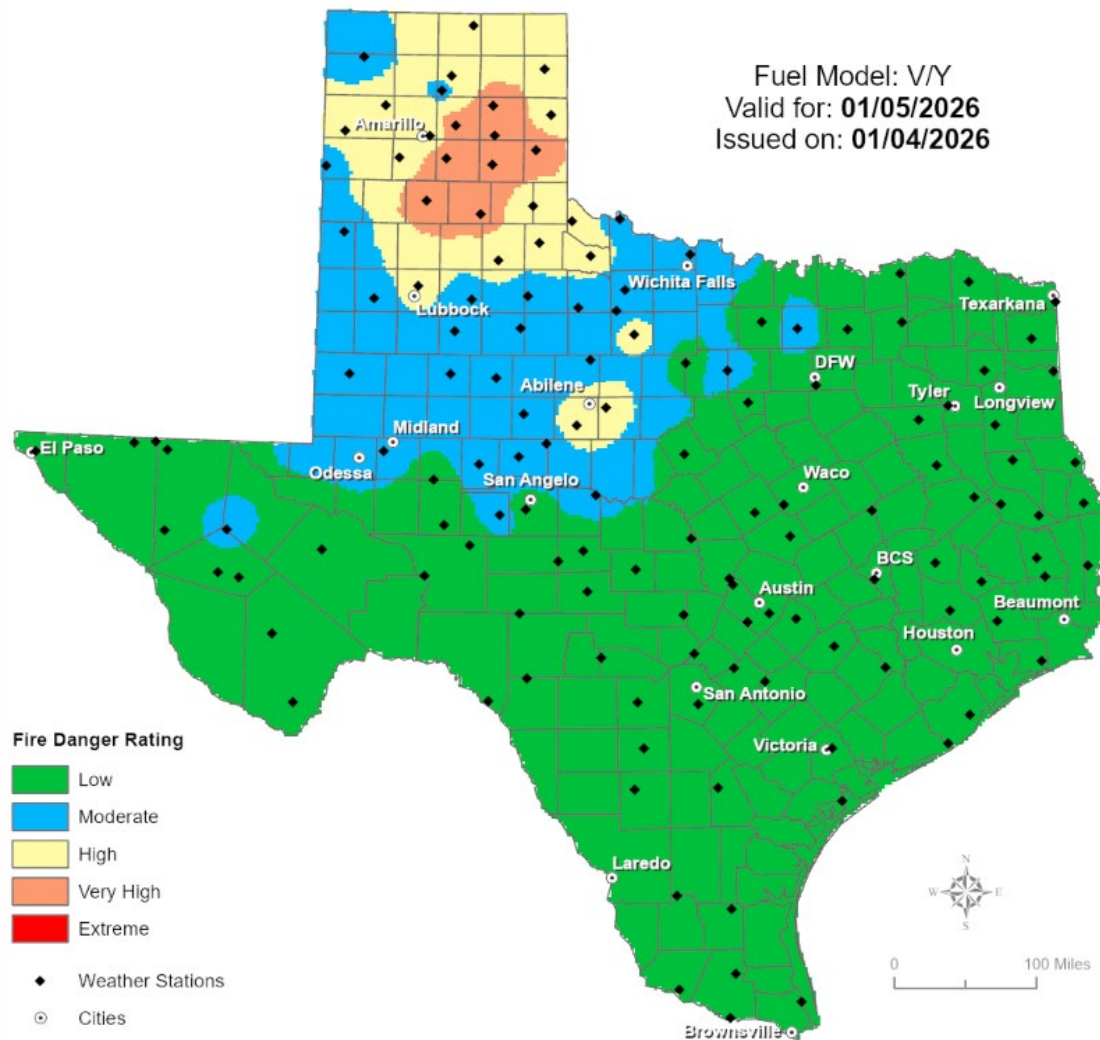 Fuel Model: V/Y
Valid for: 01/05/2026
Issued on: 01/04/2026
Amarillo
Wichita Falls
Lubbock
Texarkana
DFW
Abilene
Tyler
Longview
Midland
El Paso
Odessa
San Angelo
Waco
BCS
Austin
Beaumont
Houston
San Antonio
Victoria
Laredo
Brownsville
Fire Danger Rating
Low
Moderate
High
Very High
Extreme
Weather Stations
Cities
N
W E
S
0 100 Miles